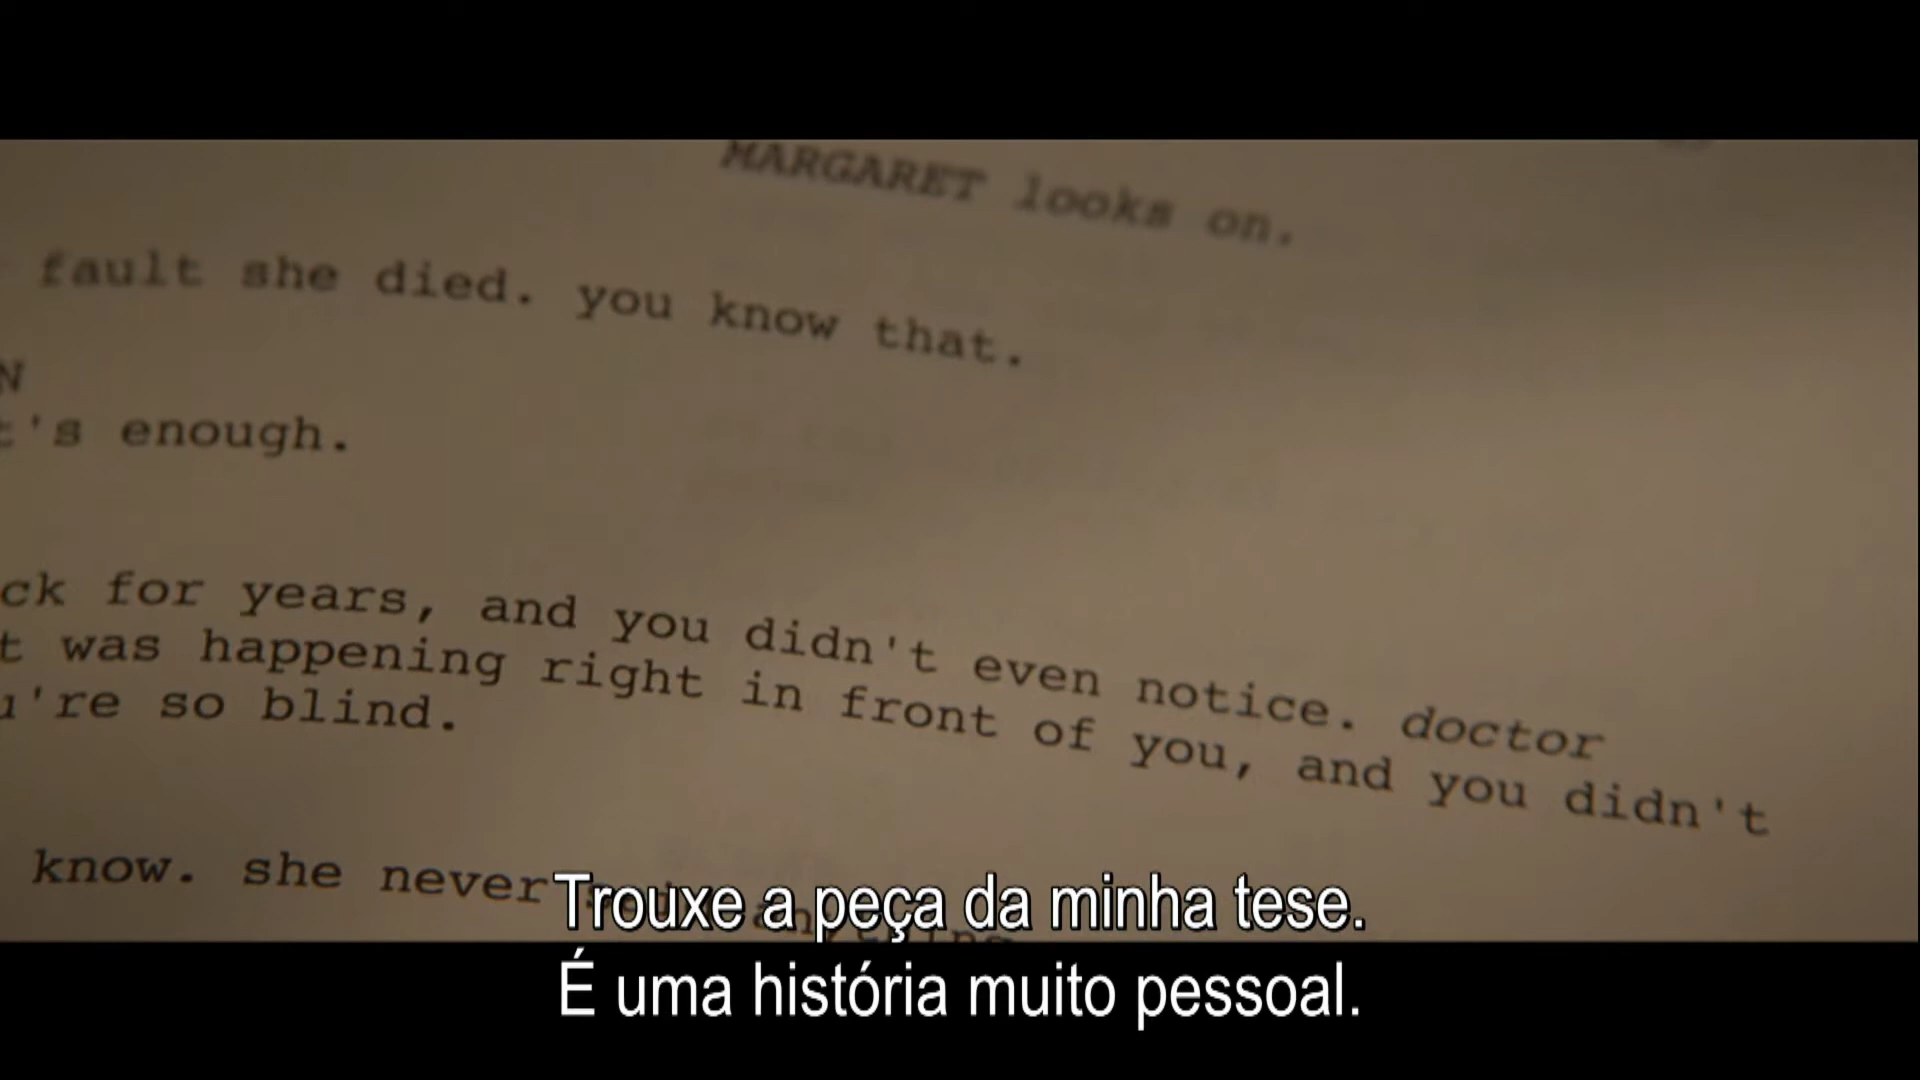 MARGARET looks on.
fault she died. you know that.
N
t's enough.
ck for years, and you didn't even notice. doctor
t was happening right in front of you, and you didn't
u're so blind.
know. she never
Trouxe a peça da minha tese.
É uma história muito pessoal.